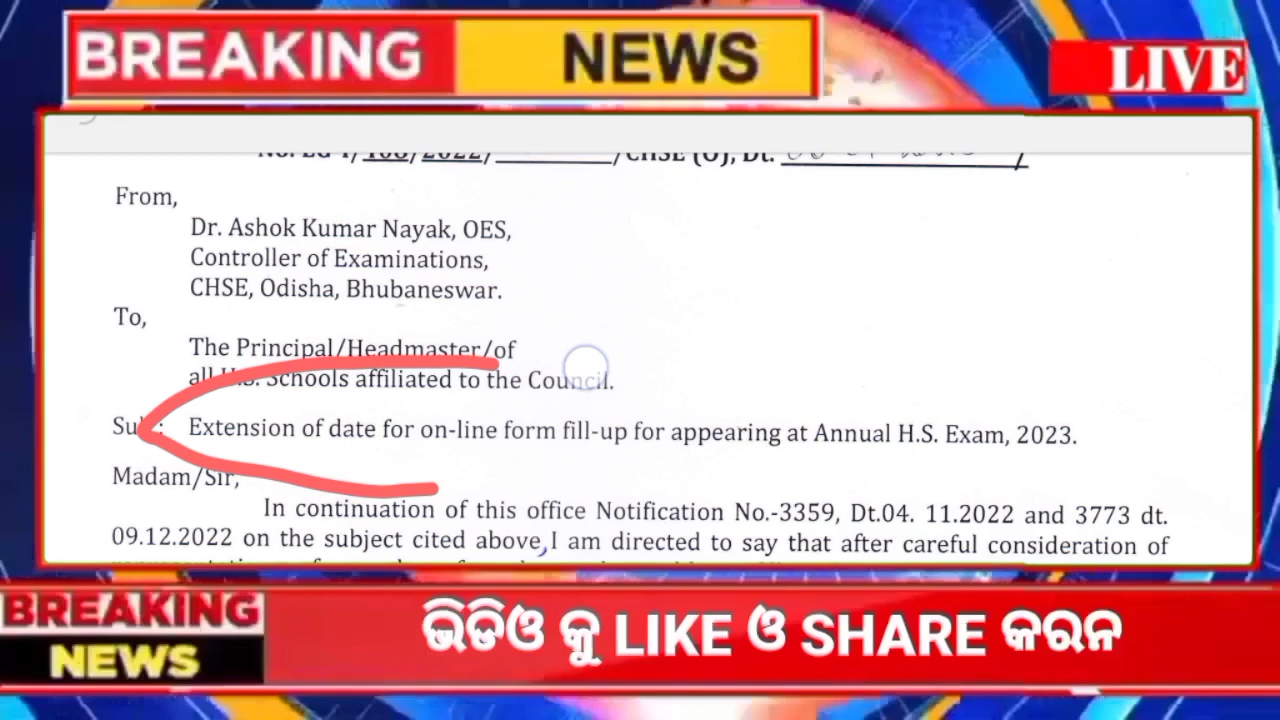 BREAKING NEWS
LIVE
/CHSE (O), Dt.
From,
Dr. Ashok Kumar Nayak, OES,
Controller of Examinations,
CHSE, Odisha, Bhubaneswar.
To,
The Principal/Headmaster/of
all H.S. Schools affiliated to the Council.
Extension of date for on-line form fill-up for appearing at Annual H.S. Exam, 2023.
Madam/Sir,
In continuation of this office Notification No.-3359, Dt.04. 11.2022 and 3773 dt.
09.12.2022 on the subject cited above, I am directed to say that after careful consideration of
BREAKING
NEWS
ଭିଡିଓ କୁ LIKE ଓ SHARE କରନ